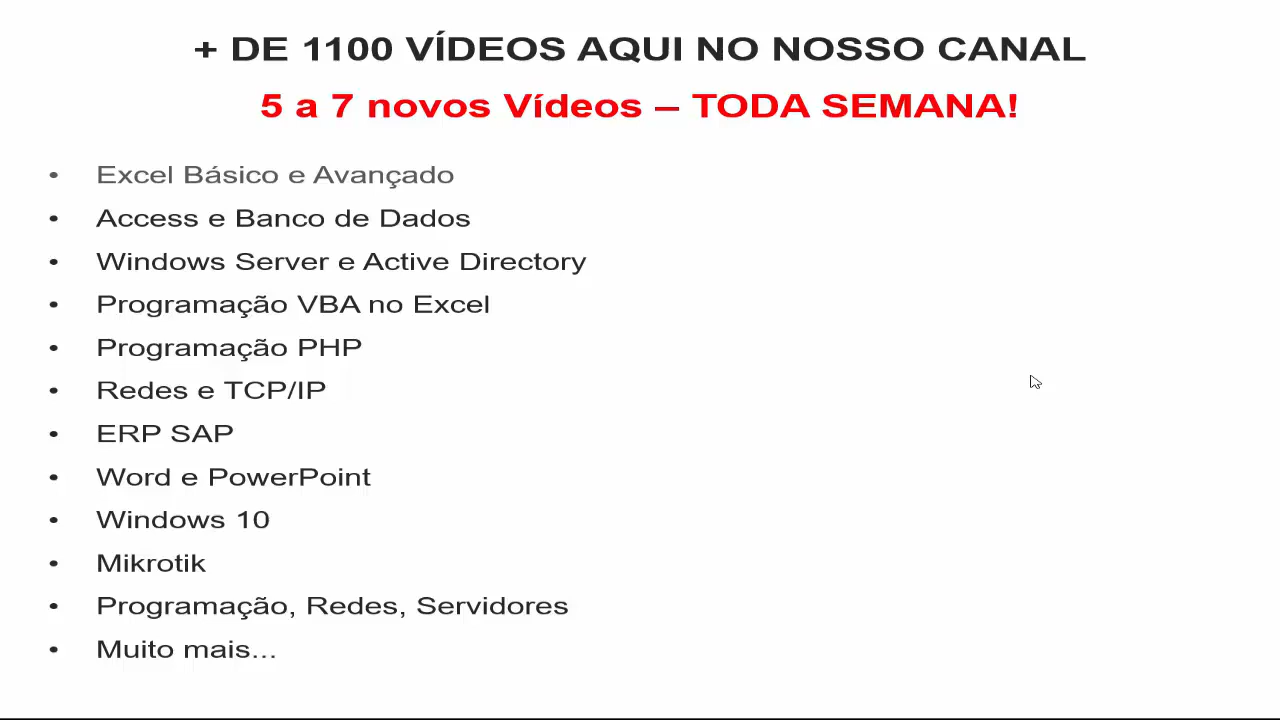 + DE 1100 VÍDEOS AQUI NO NOSSO CANAL
5 a 7 novos Vídeos – TODA SEMANA!
• Excel Básico e Avançado
• Access e Banco de Dados
• Windows Server e Active Directory
• Programação VBA no Excel
• Programação PHP
• Redes e TCP/IP
• ERP SAP
• Word e PowerPoint
• Windows 10
• Mikrotik
• Programação, Redes, Servidores
• Muito mais...